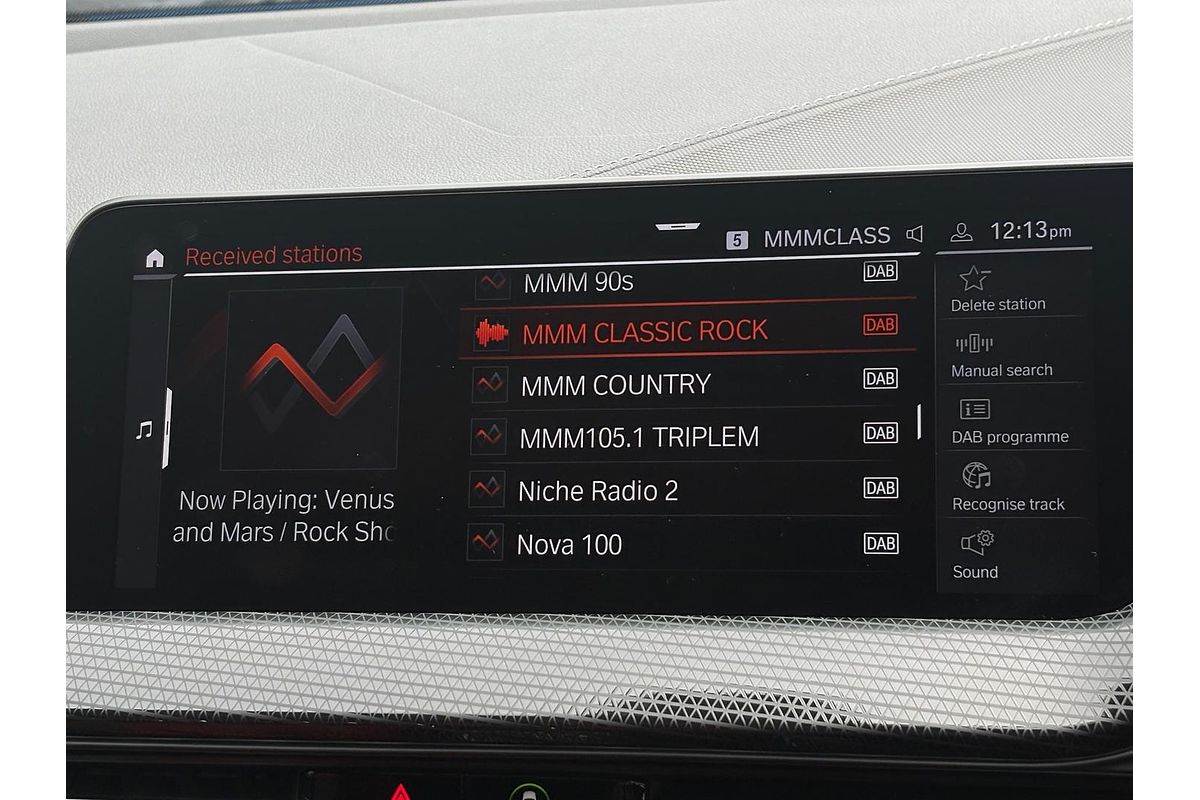 5 MMMCLASS 12:13pm
Received stations
MMM 90s DAB
MMM CLASSIC ROCK DAB
MMM COUNTRY DAB
MMM105.1 TRIPLEM DAB
Niche Radio 2 DAB
Nova 100 DAB
Now Playing: Venus
and Mars / Rock Sho
Delete station
Manual search
DAB programme
Recognise track
Sound